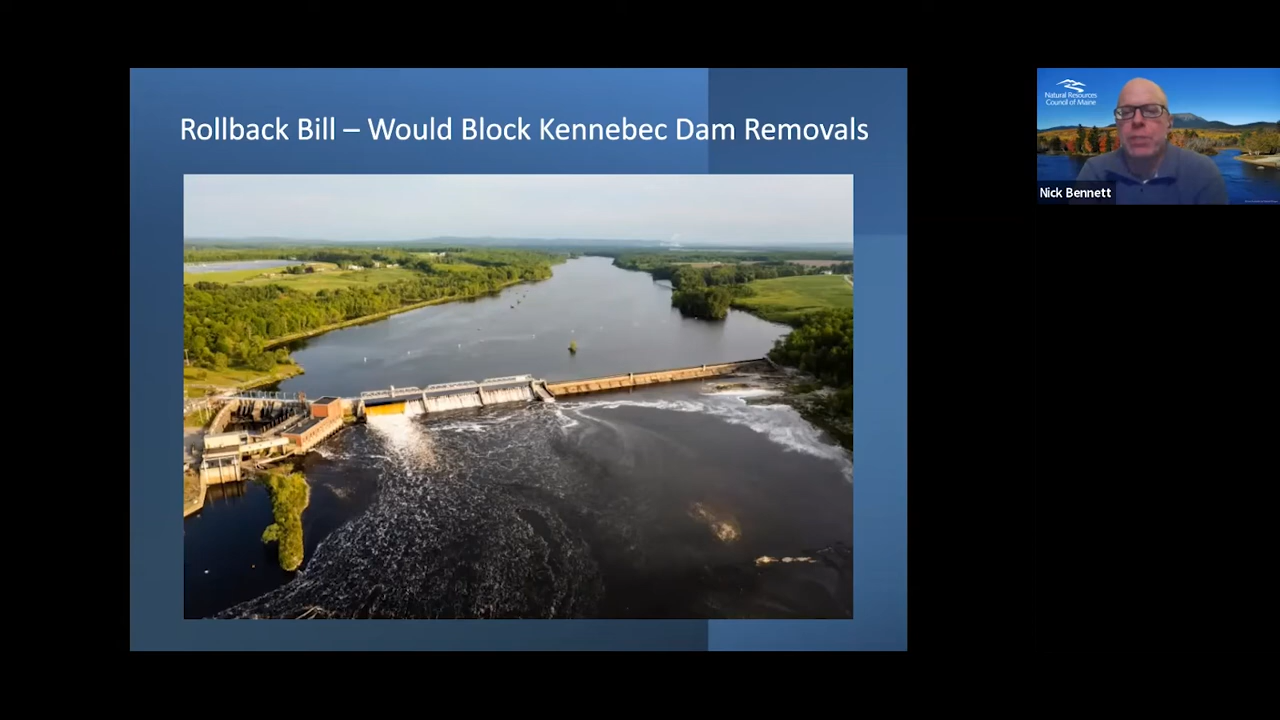 Rollback Bill – Would Block Kennebec Dam Removals
Natural Resources
Council of Maine
Nick Bennett